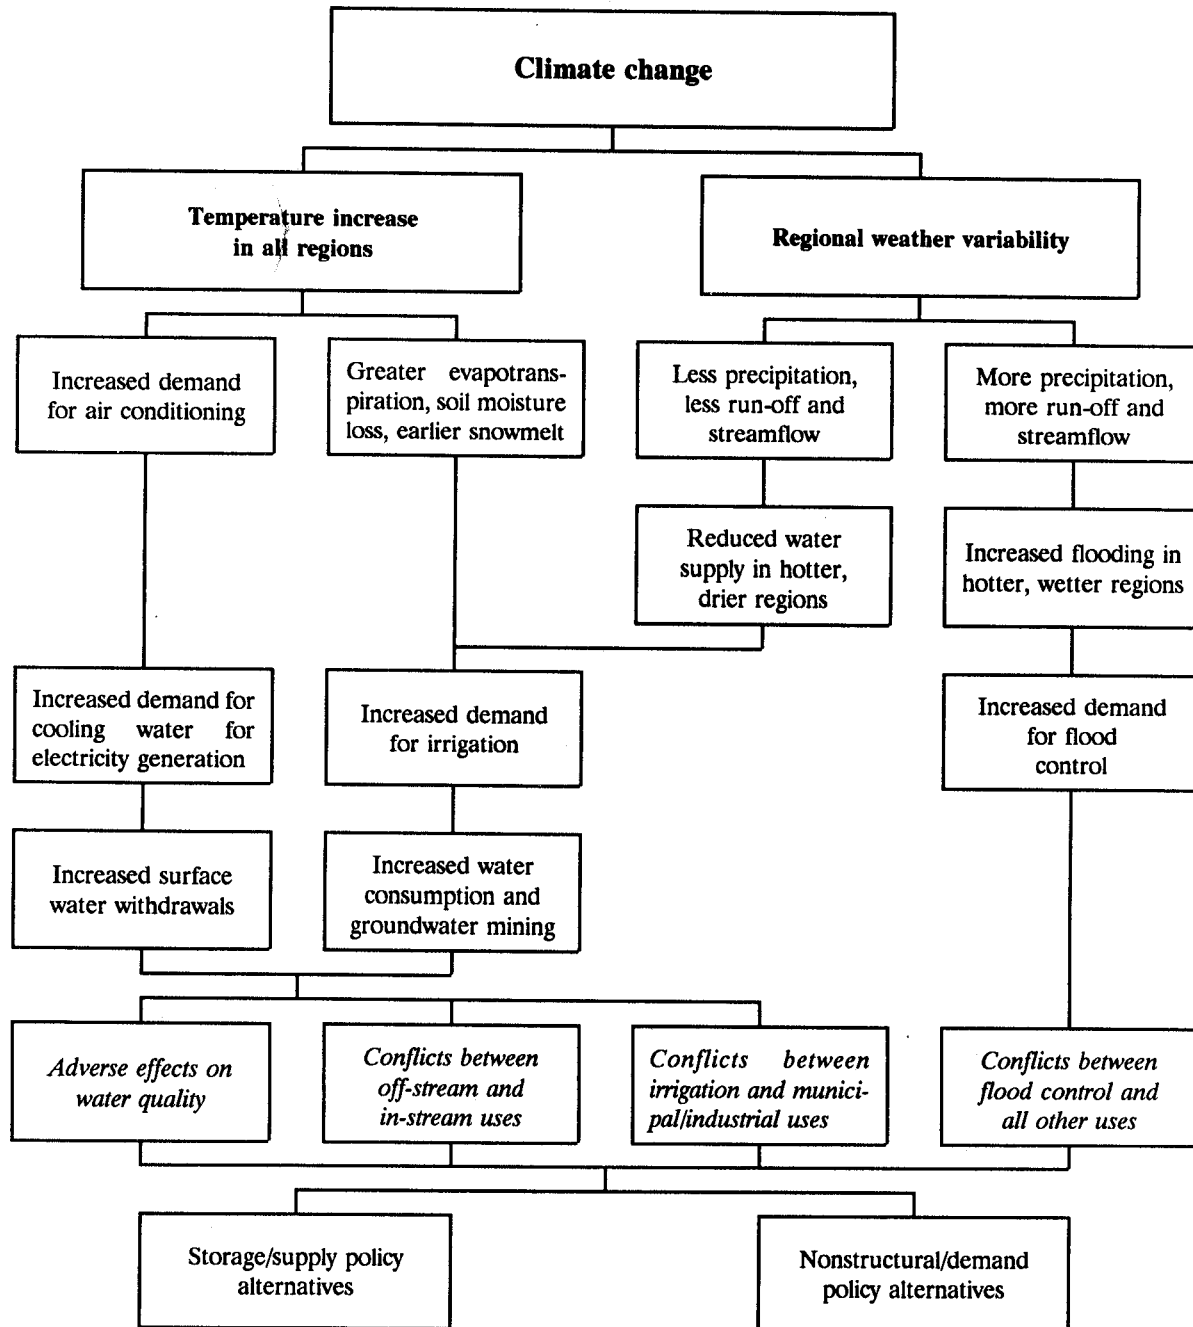 Climate change
Temperature increase
in all regions
Regional weather variability
Increased demand
for air conditioning
Greater evapotrans-
piration, soil moisture
loss, earlier snowmelt
Less precipitation,
less run-off and
streamflow
More precipitation,
more run-off and
streamflow
Reduced water
supply in hotter,
drier regions
Increased flooding in
hotter, wetter regions
Increased demand for
cooling water for
electricity generation
Increased demand
for irrigation
Increased demand
for flood
control
Increased surface
water withdrawals
Increased water
consumption and
groundwater mining
Adverse effects on
water quality
Conflicts between
off-stream and
in-stream uses
Conflicts between
irrigation and munici-
pal/industrial uses
Conflicts between
flood control and
all other uses
Storage/supply policy
alternatives
Nonstructural/demand
policy alternatives